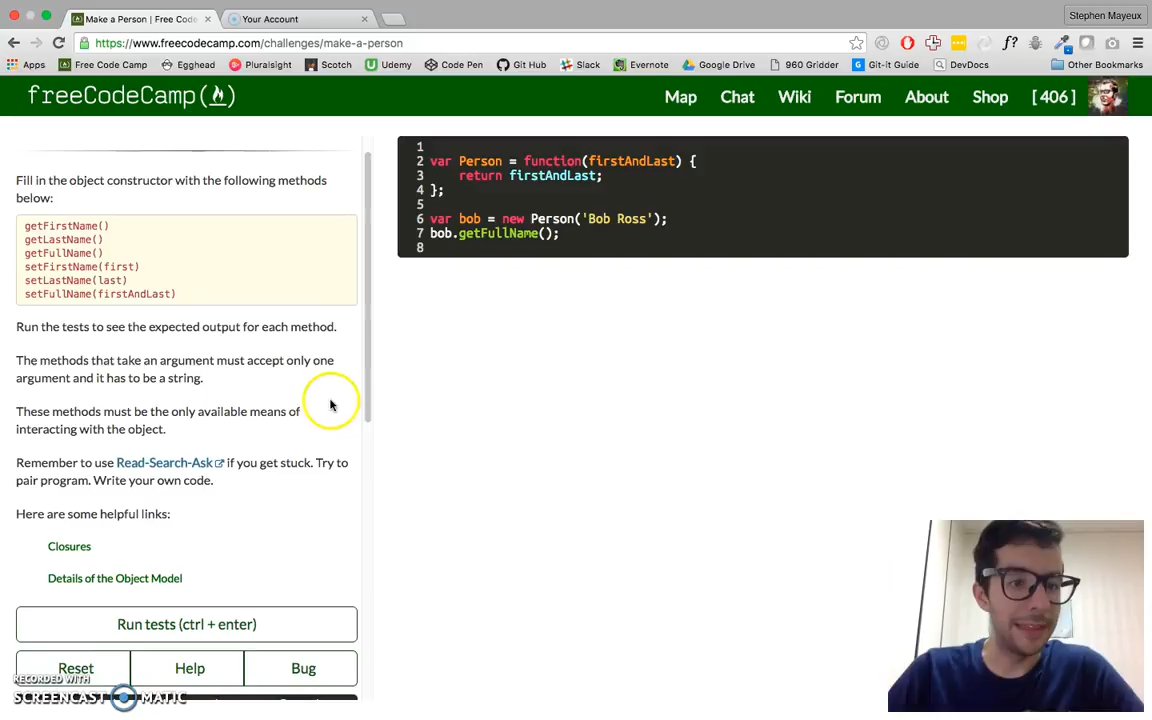 Make a Person | Free Code
Your Account
Stephen Mayeux
https://www.freecodecamp.com/challenges/make-a-person
f?
Apps
Free Code Camp
Egghead
Pluralsight
Scotch
Udemy
Code Pen
Git Hub
Slack
Evernote
Google Drive
960 Gridder
Git-it Guide
DevDocs
Other Bookmarks
freeCodeCamp
Map
Chat
Wiki
Forum
About
Shop
[ 406 ]
Fill in the object constructor with the following methods
below:
getFirstName()
getLastName()
getFullName()
setFirstName(first)
setLastName(last)
setFullName(firstAndLast)
Run the tests to see the expected output for each method.
The methods that take an argument must accept only one
argument and it has to be a string.
These methods must be the only available means of
interacting with the object.
Remember to use Read-Search-Ask if you get stuck. Try to
pair program. Write your own code.
Here are some helpful links:
Closures
Details of the Object Model
Run tests (ctrl + enter)
Reset
Help
Bug
1
2 var Person = function(firstAndLast) {
3 return firstAndLast;
4 };
5
6 var bob = new Person('Bob Ross');
7 bob.getFullName();
8
RECORDED WITH
SCREENCAST MATIC